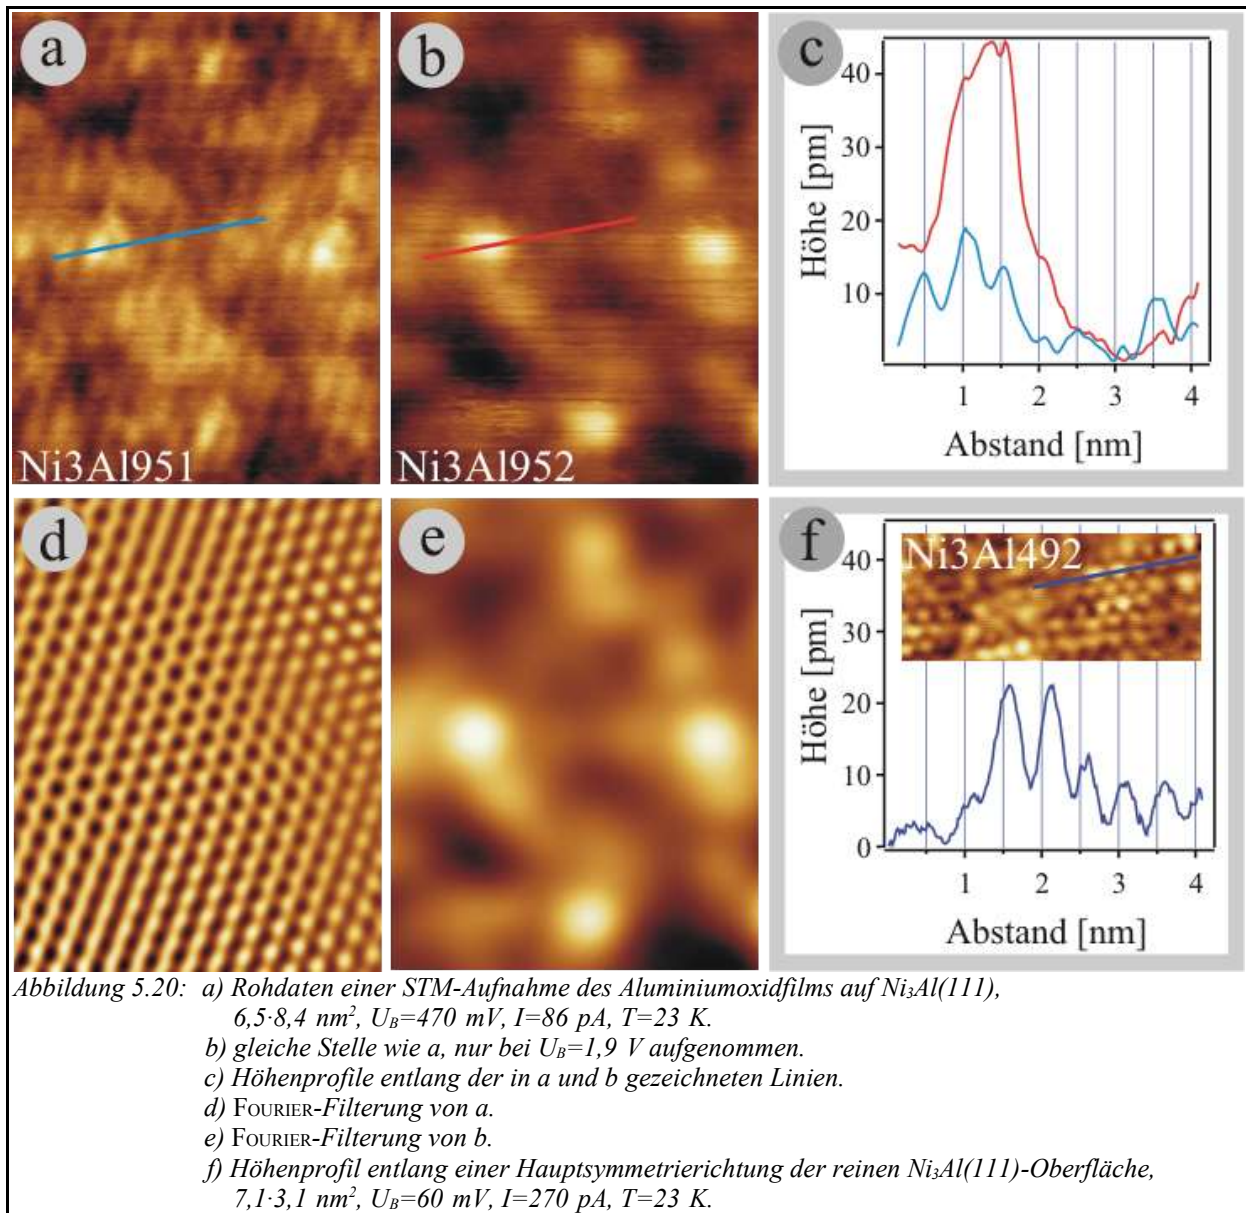 a
b
c
Ni3Al951
Ni3Al952
Höhe [pm]
40
30
20
10
1 2 3 4
Abstand [nm]
d
e
f
Ni3Al492
Höhe [pm]
40
30
20
10
0
1 2 3 4
Abstand [nm]
Abbildung 5.20: a) Rohdaten einer STM-Aufnahme des Aluminiumoxidfilms auf Ni₃Al(111),
6,5·8,4 nm², U_B=470 mV, I=86 pA, T=23 K.
b) gleiche Stelle wie a, nur bei U_B=1,9 V aufgenommen.
c) Höhenprofile entlang der in a und b gezeichneten Linien.
d) FOURIER-Filterung von a.
e) FOURIER-Filterung von b.
f) Höhenprofil entlang einer Hauptsymmetrierichtung der reinen Ni₃Al(111)-Oberfläche,
7,1·3,1 nm², U_B=60 mV, I=270 pA, T=23 K.